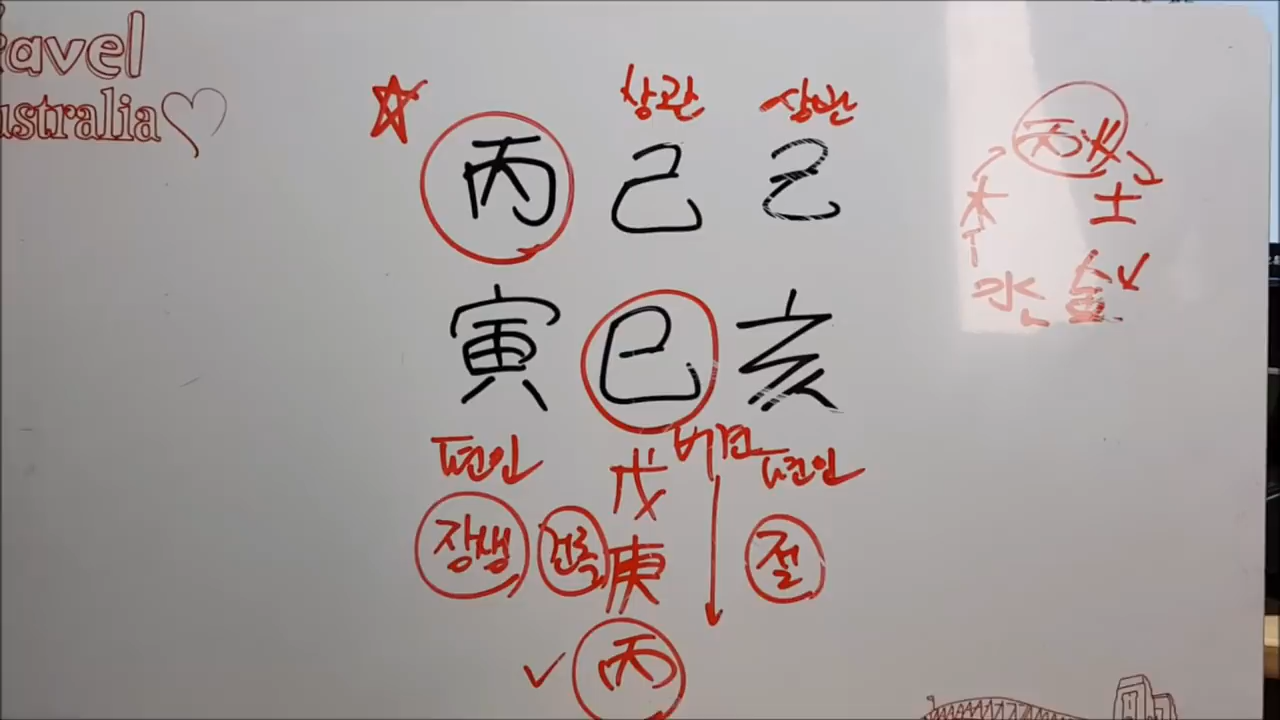 ravel
ustralia
상관 상관
丙 己 己
寅 巳 亥
편인 비견 편인
戊
장생 건록 庚 절
丙
丙火
木 土
水 金